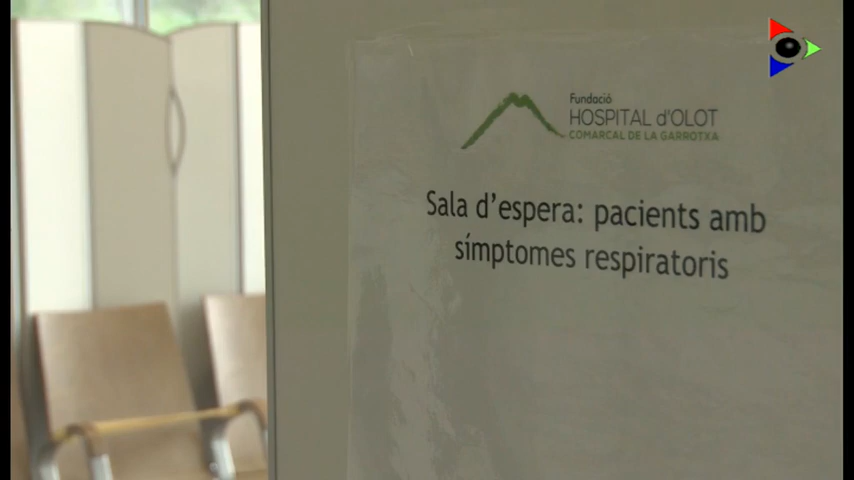 Fundació
HOSPITAL d'OLOT
COMARCAL DE LA GARROTXA
Sala d'espera: pacients amb
símptomes respiratoris